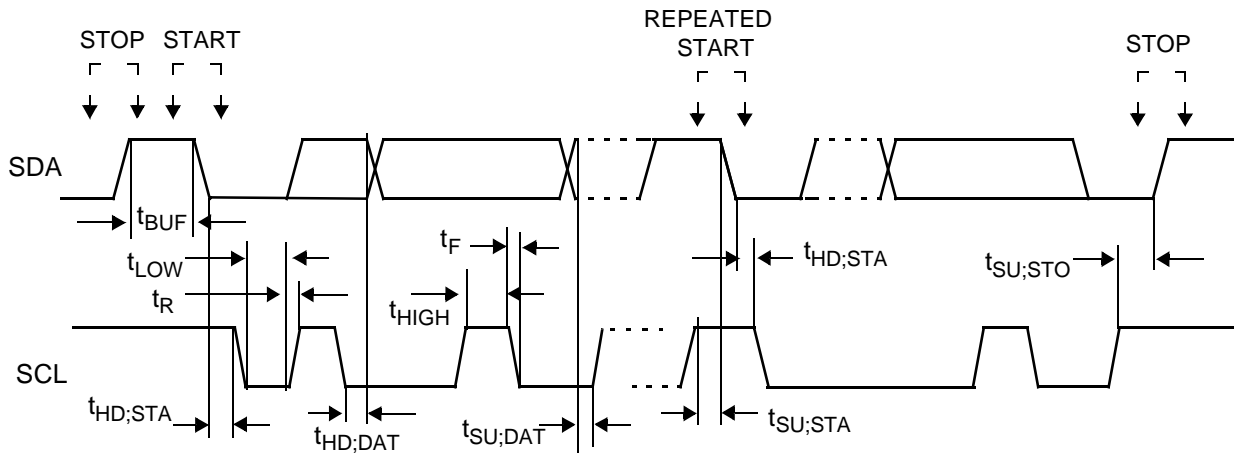 REPEATED
STOP START START STOP
SDA
tBUF
tF
tLOW
tHD;STA
tSU;STO
tR
tHIGH
SCL
tHD;STA
tHD;DAT
tSU;DAT
tSU;STA